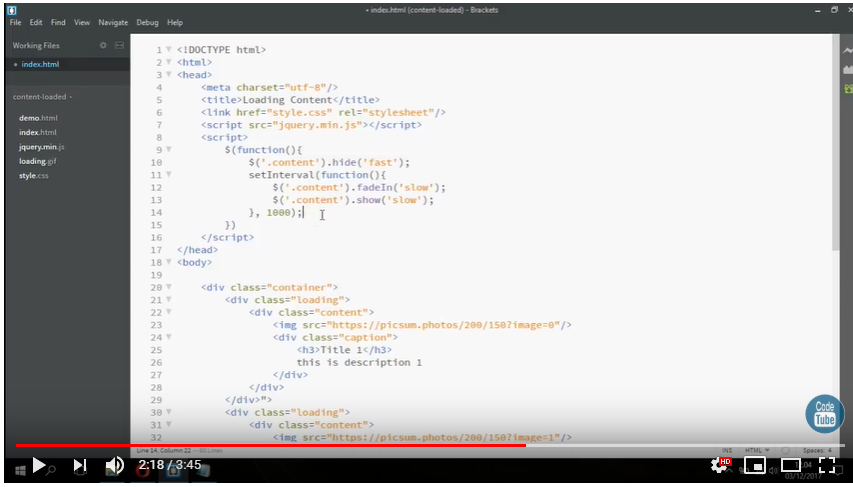 • index.html (content-loaded) - Brackets
File Edit Find View Navigate Debug Help
Working Files
• index.html
content-loaded
demo.html
index.html
jquery.min.js
loading.gif
style.css
1 <!DOCTYPE html>
2 <html>
3 <head>
4 <meta charset="utf-8"/>
5 <title>Loading Content</title>
6 <link href="style.css" rel="stylesheet"/>
7 <script src="jquery.min.js"></script>
8 <script>
9 $(function(){
10 $('.content').hide('fast');
11 setInterval(function(){
12 $('.content').fadeIn('slow');
13 $('.content').show('slow');
14 }, 1000);
15 })
16 </script>
17 </head>
18 <body>
19
20 <div class="container">
21 <div class="loading">
22 <div class="content">
23 <img src="https://picsum.photos/200/150?image=0"/>
24 <div class="caption">
25 <h3>Title 1</h3>
26 this is description 1
27 </div>
28 </div>
29 </div>">
30 <div class="loading">
31 <div class="content">
32 <img src="https://picsum.photos/200/150?image=1"/>
Code
Tube
Line 14, Column 22 — 60 Lines
INS HTML Spaces: 4
2:18 / 3:45
HD
03/12/2017